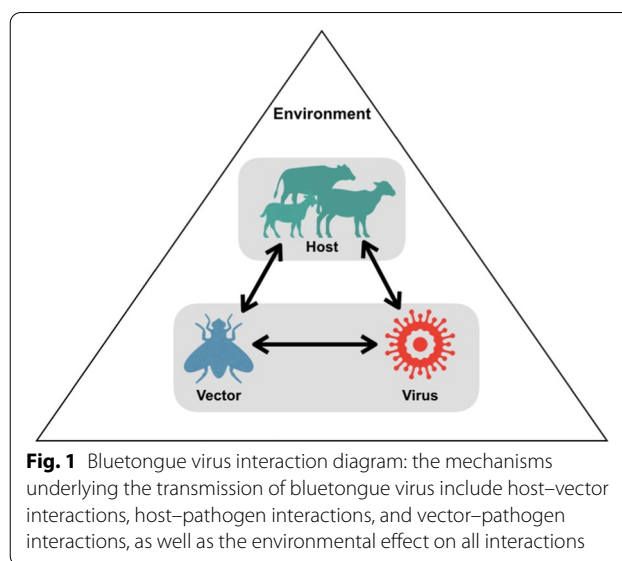 Environment
Host
Vector
Virus
Fig. 1 Bluetongue virus interaction diagram: the mechanisms
underlying the transmission of bluetongue virus include host–vector
interactions, host–pathogen interactions, and vector–pathogen
interactions, as well as the environmental effect on all interactions